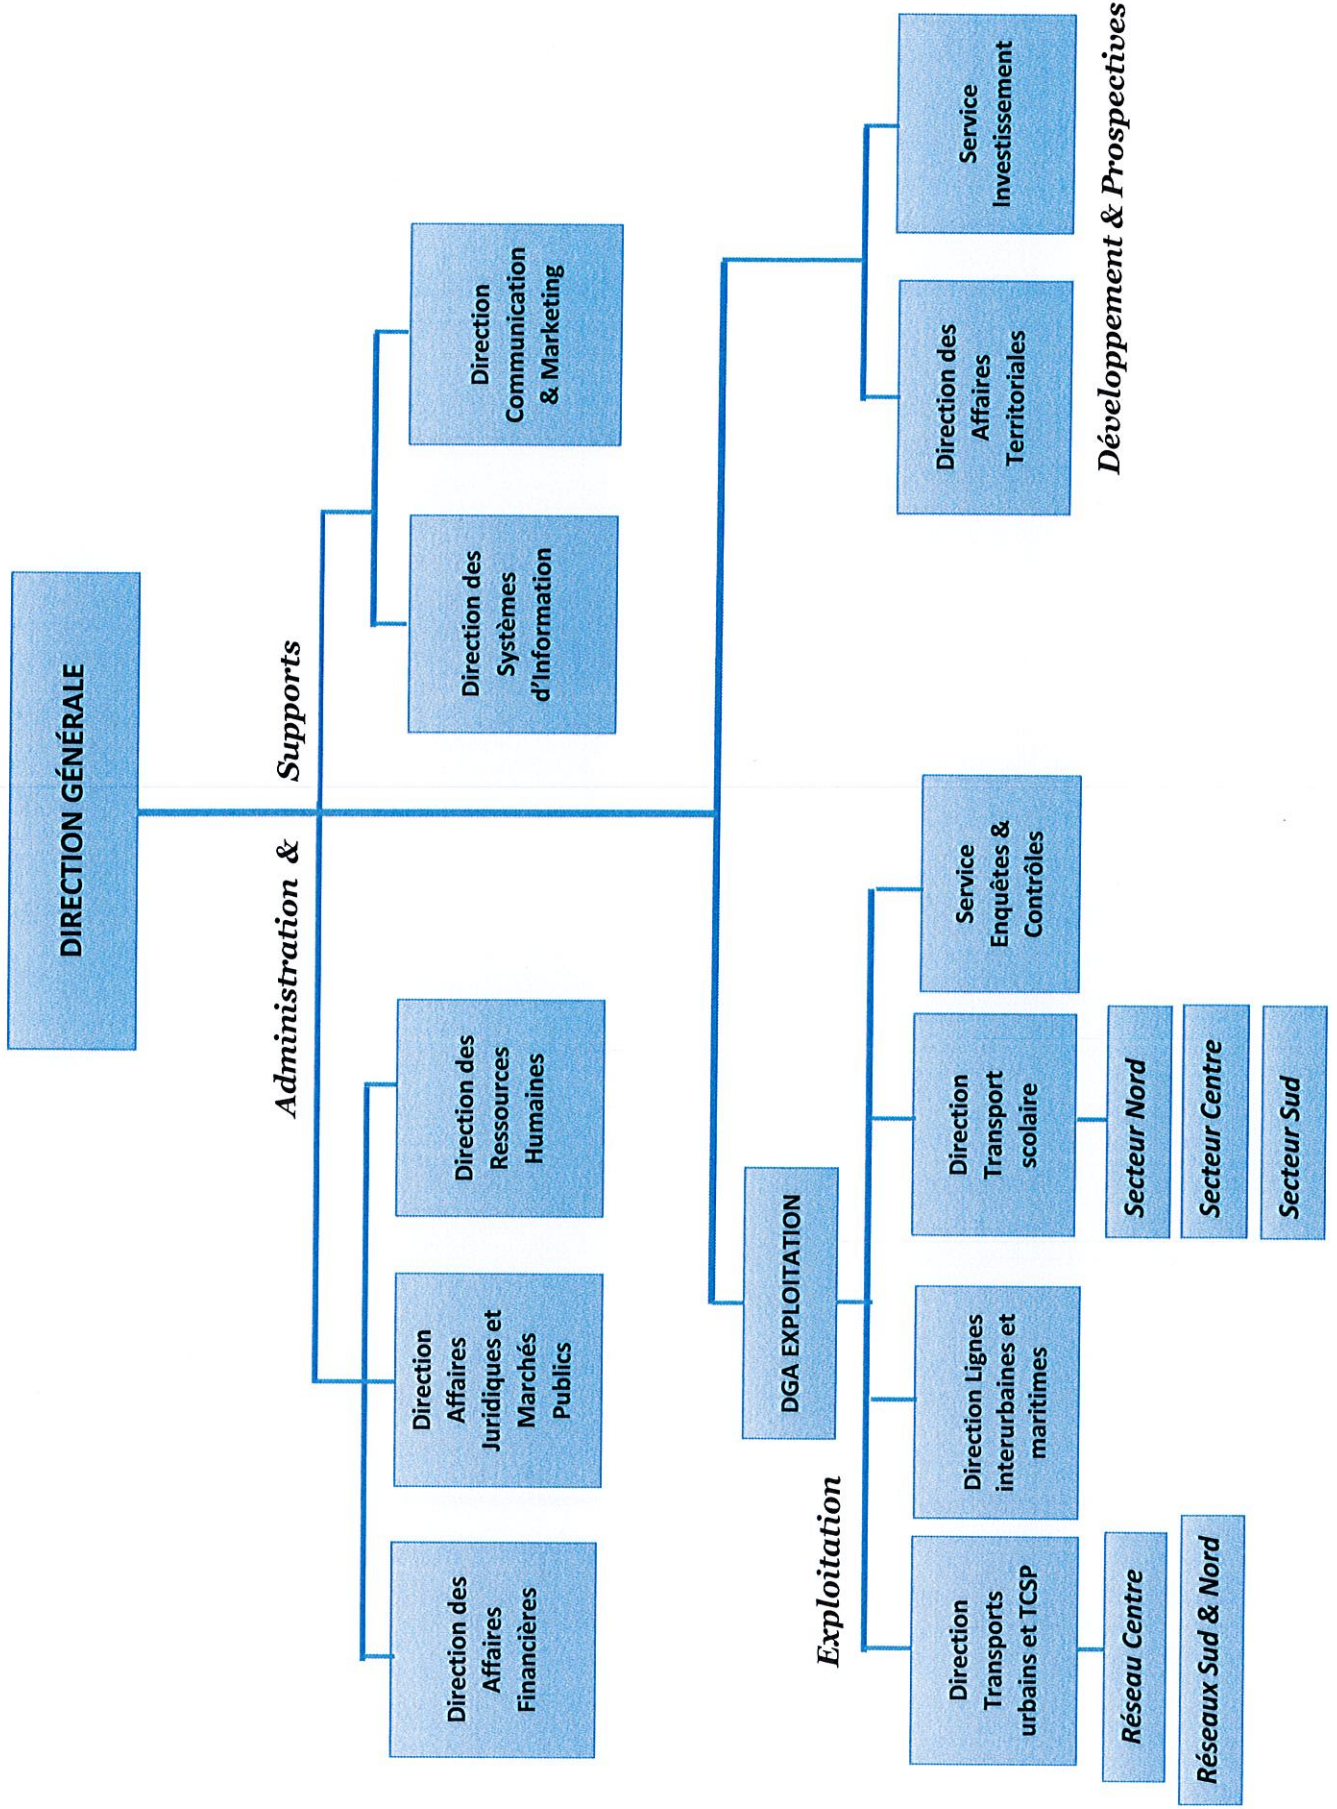 DIRECTION GÉNÉRALE
Administration & Supports
Direction des
Affaires
Financières
Direction
Affaires
Juridiques et
Marchés
Publics
Direction des
Ressources
Humaines
Direction des
Systèmes
d'Information
Direction
Communication
& Marketing
DGA EXPLOITATION
Exploitation
Direction
Transports
urbains et TCSP
Réseau Centre
Réseaux Sud & Nord
Direction Lignes
interurbaines et
maritimes
Direction
Transport
scolaire
Secteur Nord
Secteur Centre
Secteur Sud
Service
Enquêtes &
Contrôles
Direction des
Affaires
Territoriales
Service
Investissement
Développement & Prospectives